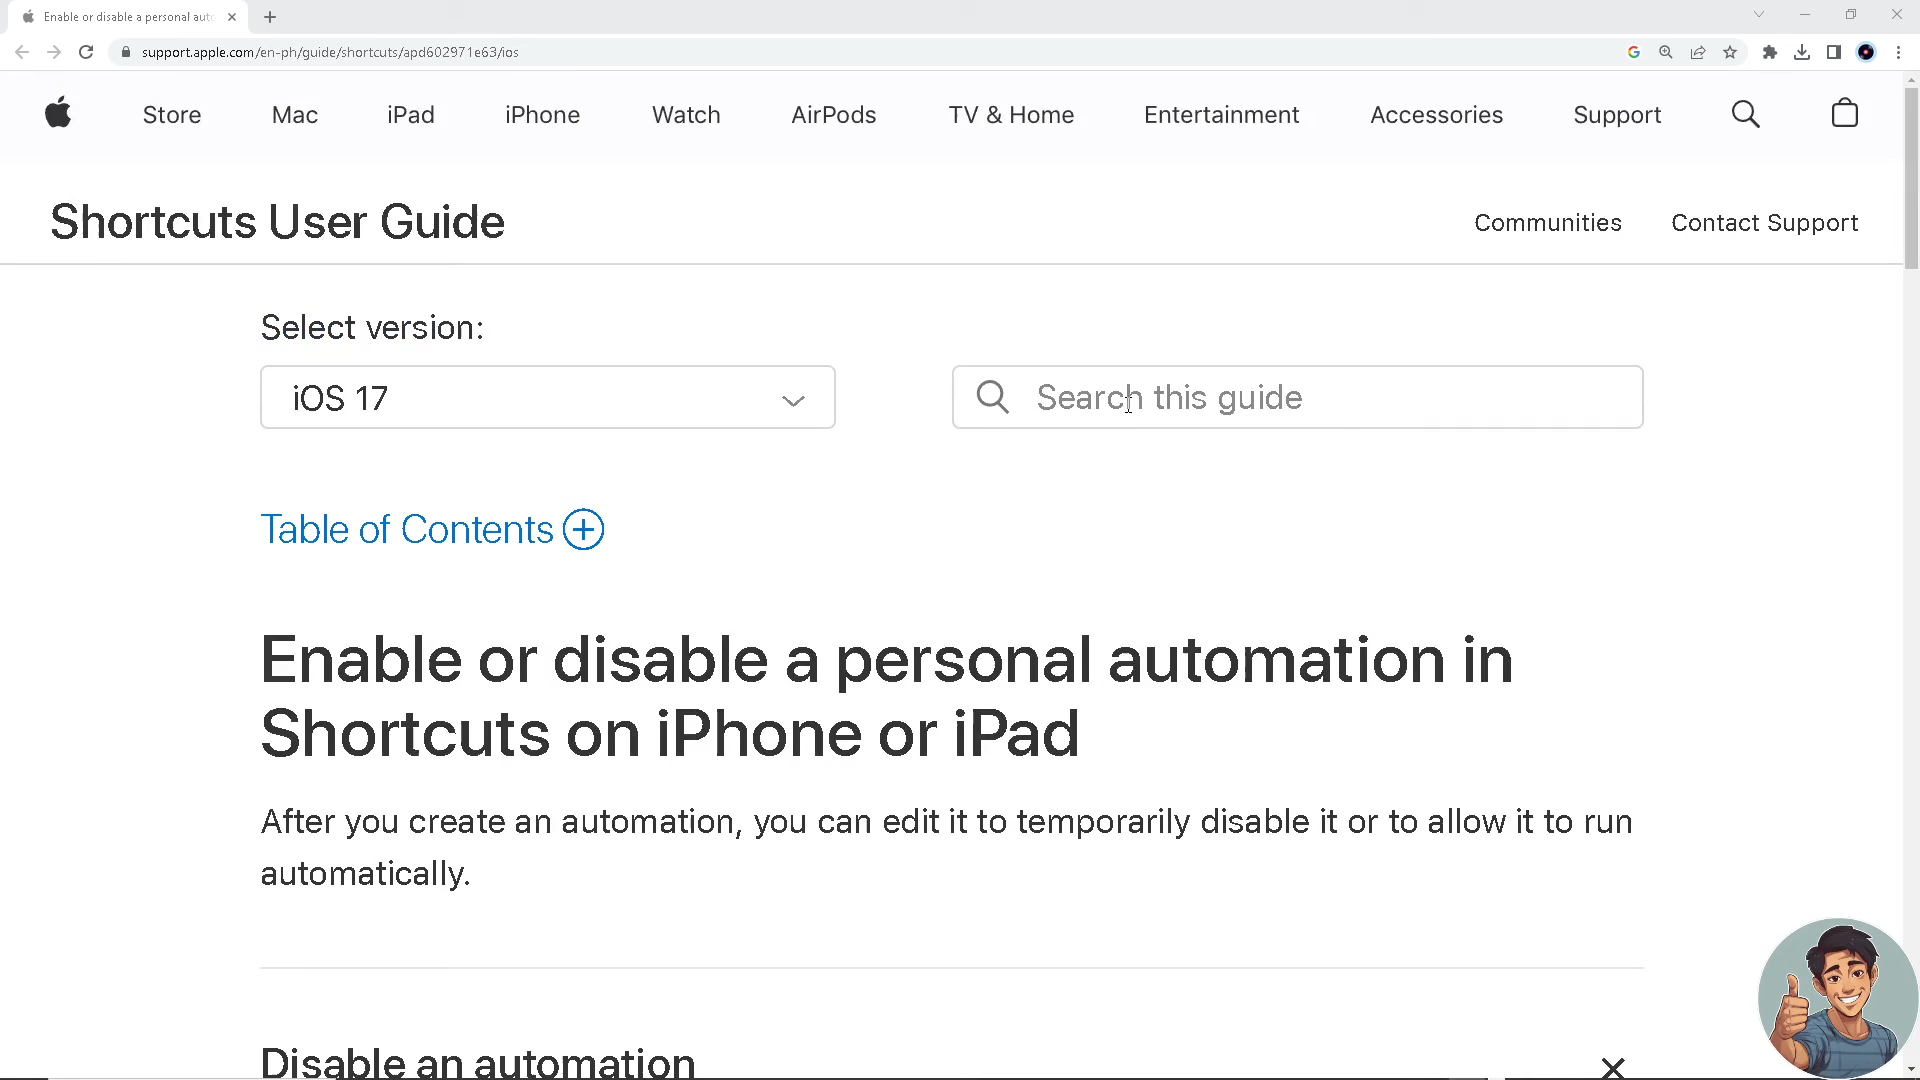 Enable or disable a personal auto
support.apple.com/en-ph/guide/shortcuts/apd602971e63/ios
Store Mac iPad iPhone Watch AirPods TV & Home Entertainment Accessories Support
Shortcuts User Guide Communities Contact Support
Select version:
iOS 17 Search this guide
Table of Contents
Enable or disable a personal automation in
Shortcuts on iPhone or iPad
After you create an automation, you can edit it to temporarily disable it or to allow it to run
automatically.
Disable an automation